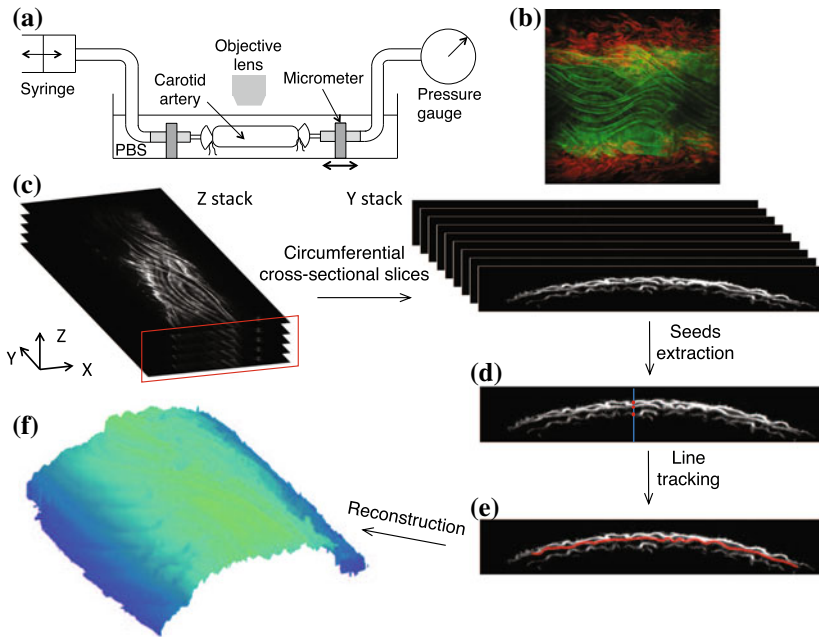 (a)
Syringe
Carotid
artery
Objective
lens
Micrometer
Pressure
gauge
PBS
(b)
(c)
Z stack
Y
Z
X
Circumferential
cross-sectional slices
Y stack
Seeds
extraction
(d)
Line
tracking
(e)
Reconstruction
(f)